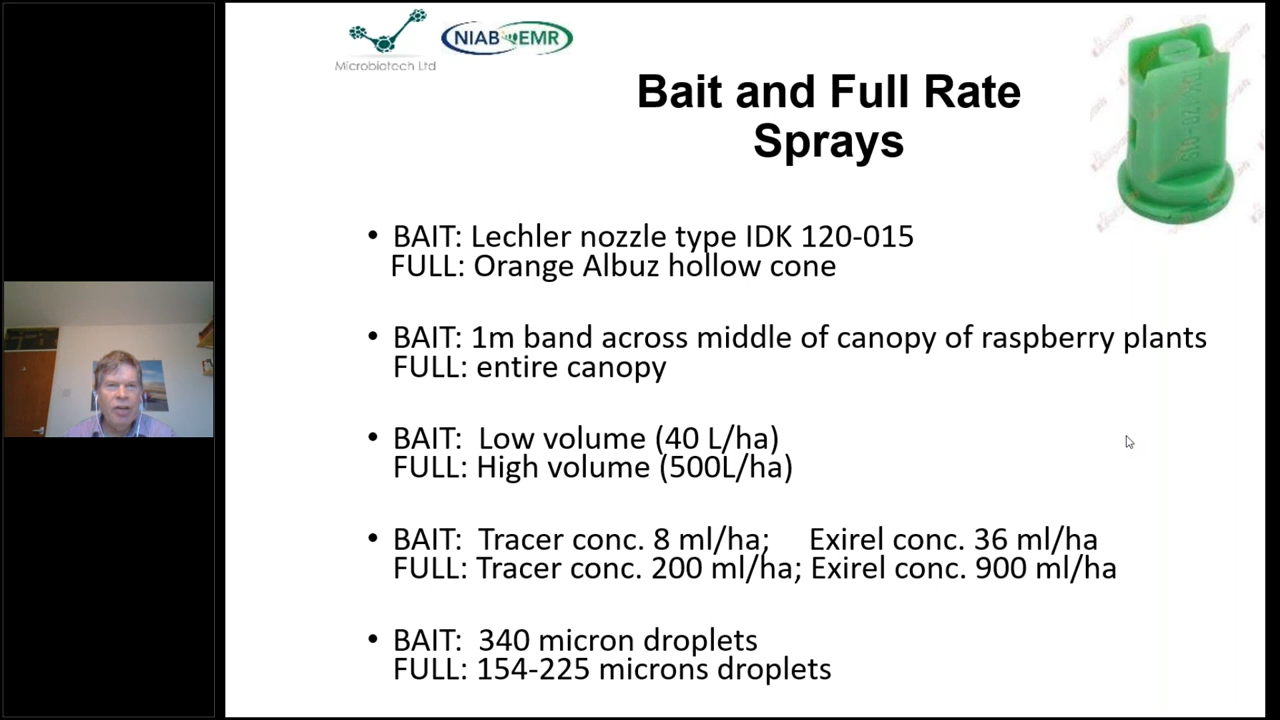 Microbiotech Ltd
NIAB EMR
Bait and Full Rate
Sprays
IDK 120-015
• BAIT: Lechler nozzle type IDK 120-015
FULL: Orange Albuz hollow cone
• BAIT: 1m band across middle of canopy of raspberry plants
FULL: entire canopy
• BAIT: Low volume (40 L/ha)
FULL: High volume (500L/ha)
• BAIT: Tracer conc. 8 ml/ha; Exirel conc. 36 ml/ha
FULL: Tracer conc. 200 ml/ha; Exirel conc. 900 ml/ha
• BAIT: 340 micron droplets
FULL: 154-225 microns droplets